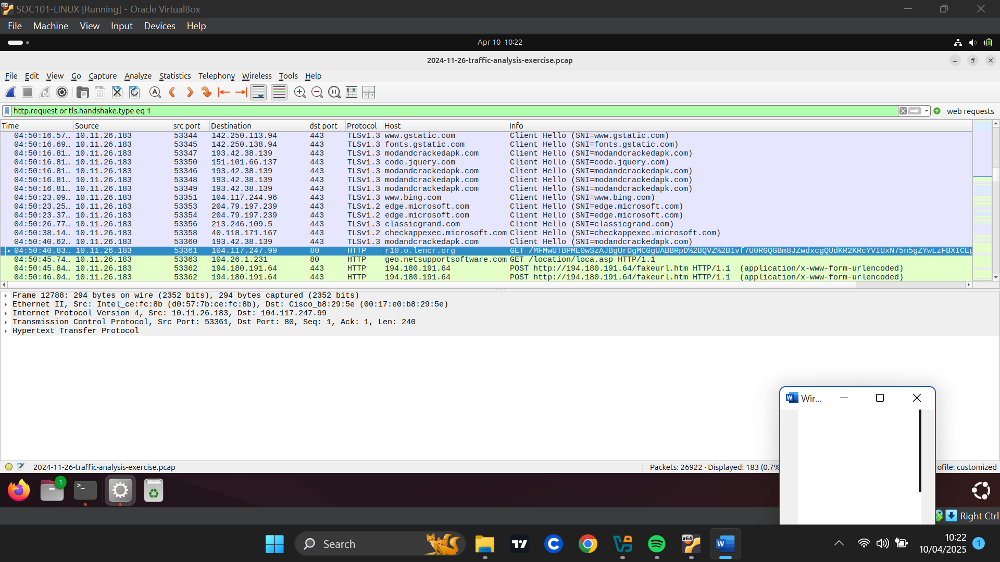 SOC101-LINUX [Running] - Oracle VirtualBox
File Machine View Input Devices Help
Apr 10 10:22
2024-11-26-traffic-analysis-exercise.pcap
File Edit View Go Capture Analyze Statistics Telephony Wireless Tools Help
http.request or tls.handshake.type eq 1
web requests
Time Source src port Destination dst port Protocol Host Info
04:50:16.57… 10.11.26.183 53344 142.250.113.94 443 TLSv1.3 www.gstatic.com Client Hello (SNI=www.gstatic.com)
04:50:16.69… 10.11.26.183 53345 142.250.138.94 443 TLSv1.3 fonts.gstatic.com Client Hello (SNI=fonts.gstatic.com)
04:50:16.81… 10.11.26.183 53347 193.42.38.139 443 TLSv1.3 modandcrackedapk.com Client Hello (SNI=modandcrackedapk.com)
04:50:16.81… 10.11.26.183 53350 151.101.66.137 443 TLSv1.3 code.jquery.com Client Hello (SNI=code.jquery.com)
04:50:16.81… 10.11.26.183 53346 193.42.38.139 443 TLSv1.3 modandcrackedapk.com Client Hello (SNI=modandcrackedapk.com)
04:50:16.81… 10.11.26.183 53348 193.42.38.139 443 TLSv1.3 modandcrackedapk.com Client Hello (SNI=modandcrackedapk.com)
04:50:16.81… 10.11.26.183 53349 193.42.38.139 443 TLSv1.3 modandcrackedapk.com Client Hello (SNI=modandcrackedapk.com)
04:50:23.09… 10.11.26.183 53351 104.117.244.96 443 TLSv1.3 www.bing.com Client Hello (SNI=www.bing.com)
04:50:23.25… 10.11.26.183 53353 204.79.197.239 443 TLSv1.2 edge.microsoft.com Client Hello (SNI=edge.microsoft.com)
04:50:23.37… 10.11.26.183 53354 204.79.197.239 443 TLSv1.2 edge.microsoft.com Client Hello (SNI=edge.microsoft.com)
04:50:26.77… 10.11.26.183 53356 213.246.109.5 443 TLSv1.3 classicgrand.com Client Hello (SNI=classicgrand.com)
04:50:38.14… 10.11.26.183 53358 40.118.171.167 443 TLSv1.2 checkappexec.microsoft.com Client Hello (SNI=checkappexec.microsoft.com)
04:50:40.62… 10.11.26.183 53360 193.42.38.139 443 TLSv1.3 modandcrackedapk.com Client Hello (SNI=modandcrackedapk.com)
04:50:40.83… 10.11.26.183 53361 104.117.247.99 80 HTTP r10.o.lencr.org GET /MFMwUTBPME0wSzAJBgUrDgMCGgUABBRpD%2BQVZ%2B1vf7U0RGQGBm8JZwdxcgQUdKR2KRcYVIUxN75n5gZYwLzFBXICEg
04:50:45.74… 10.11.26.183 53363 104.26.1.231 80 HTTP geo.netsupportsoftware.com GET /location/loca.asp HTTP/1.1
04:50:45.84… 10.11.26.183 53362 194.180.191.64 443 HTTP 194.180.191.64 POST http://194.180.191.64/fakeurl.htm HTTP/1.1 (application/x-www-form-urlencoded)
04:50:46.04… 10.11.26.183 53362 194.180.191.64 443 HTTP 194.180.191.64 POST http://194.180.191.64/fakeurl.htm HTTP/1.1 (application/x-www-form-urlencoded)
Frame 12788: 294 bytes on wire (2352 bits), 294 bytes captured (2352 bits)
Ethernet II, Src: Intel_ce:fc:8b (d0:57:7b:ce:fc:8b), Dst: Cisco_b8:29:5e (00:17:e0:b8:29:5e)
Internet Protocol Version 4, Src: 10.11.26.183, Dst: 104.117.247.99
Transmission Control Protocol, Src Port: 53361, Dst Port: 80, Seq: 1, Ack: 1, Len: 240
Hypertext Transfer Protocol
Wir...
2024-11-26-traffic-analysis-exercise.pcap
Packets: 26922 · Displayed: 183 (0.7%
rofile: customized
1
Right Ctrl
Search
10:22
10/04/2025
1